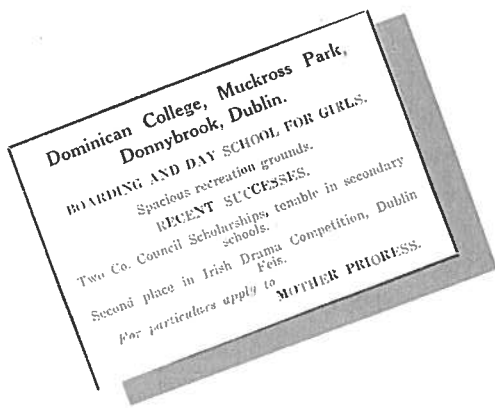 Dominican College, Muckross Park,
Donnybrook, Dublin.
BOARDING AND DAY SCHOOL FOR GIRLS.
Spacious recreation grounds.
RECENT SUCCESSES.
Two Co. Council Scholarships, tenable in secondary
schools.
Second place in Irish Drama Competition, Dublin
Feis.
For particulars apply to
MOTHER PRIORESS.